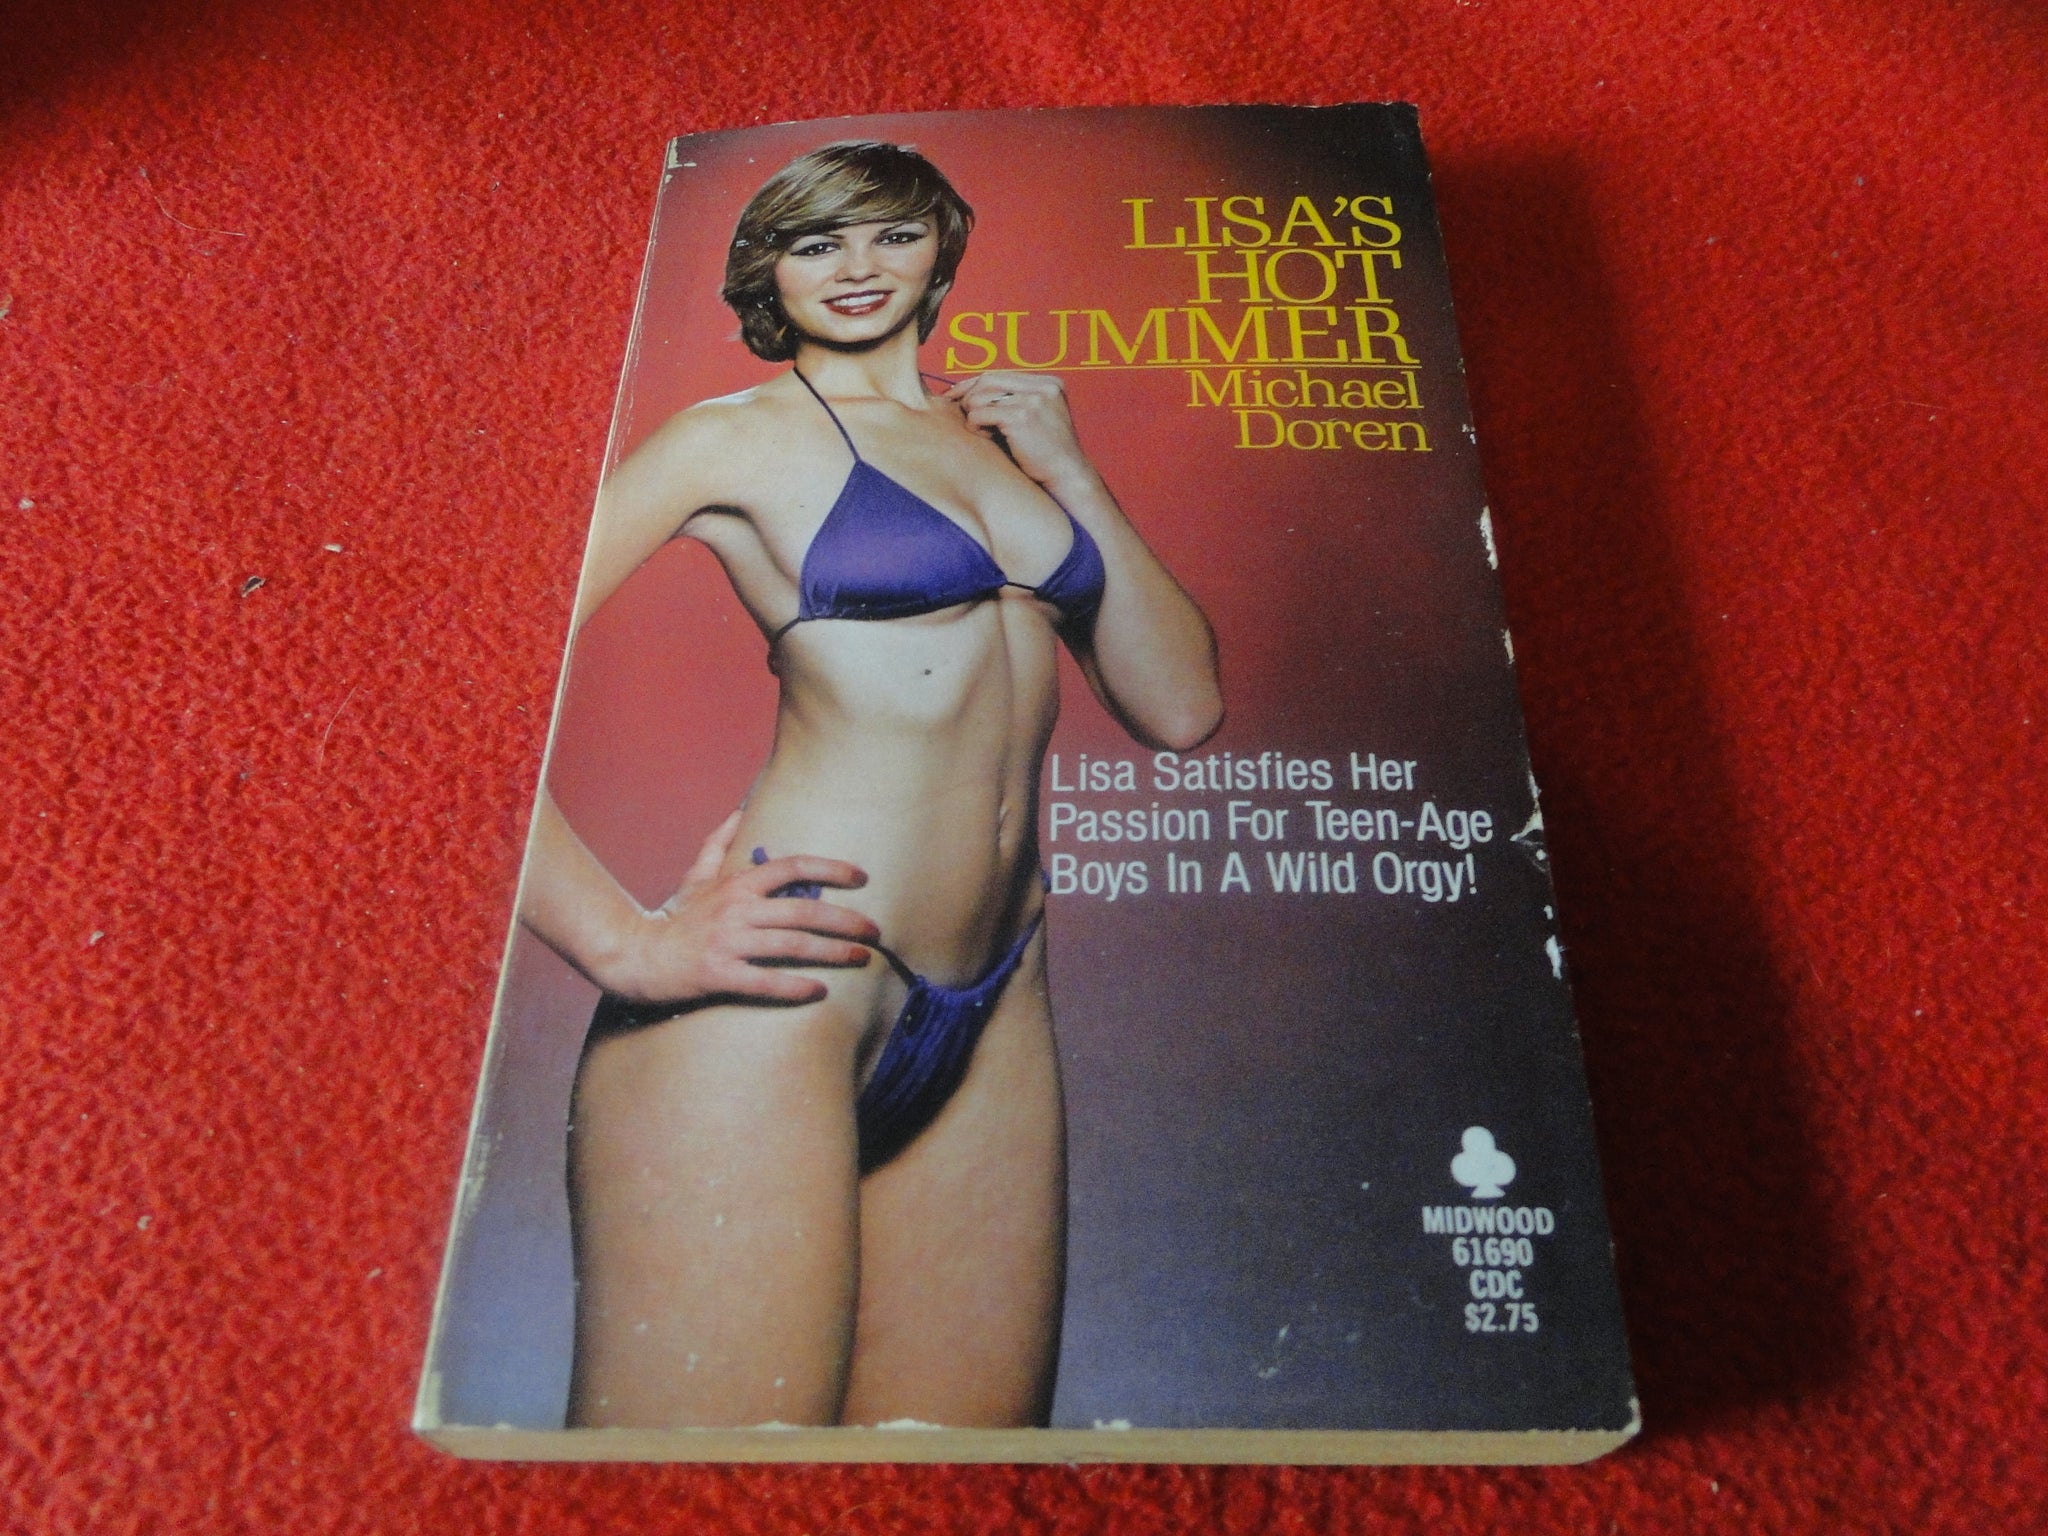 LISA'S
HOT
SUMMER
Michael
Doren
Lisa Satisfies Her
Passion For Teen-Age
Boys In A Wild Orgy!
MIDWOOD
61690
CDC
$2.75